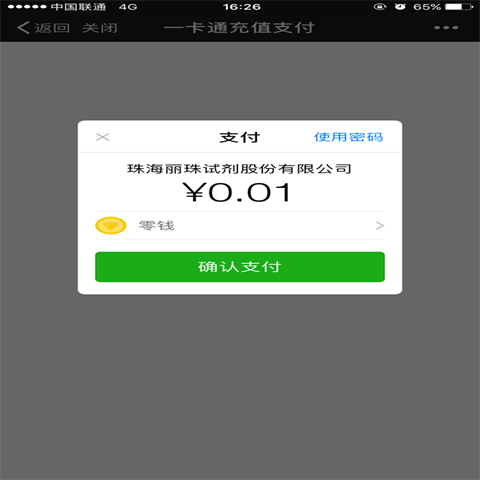 中国联通 4G 16:26 65%
返回 关闭 一卡通充值支付
支付 使用密码
珠海丽珠试剂股份有限公司
¥0.01
零钱
确认支付